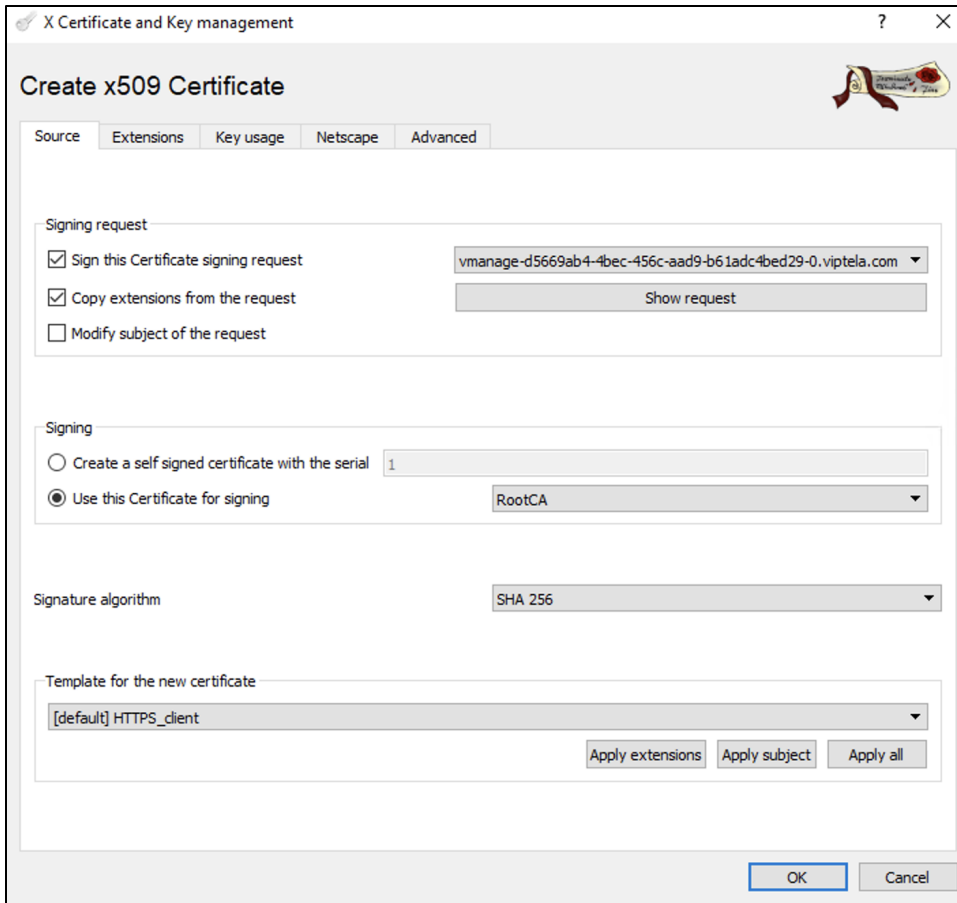 X Certificate and Key management
?
Create x509 Certificate
Source Extensions Key usage Netscape Advanced
Signing request
Sign this Certificate signing request vmanage-d5669ab4-4bec-456c-aad9-b61adc4bed29-0.viptela.com
Copy extensions from the request Show request
Modify subject of the request
Signing
Create a self signed certificate with the serial 1
Use this Certificate for signing RootCA
Signature algorithm SHA 256
Template for the new certificate
[default] HTTPS_client
Apply extensions Apply subject Apply all
OK Cancel